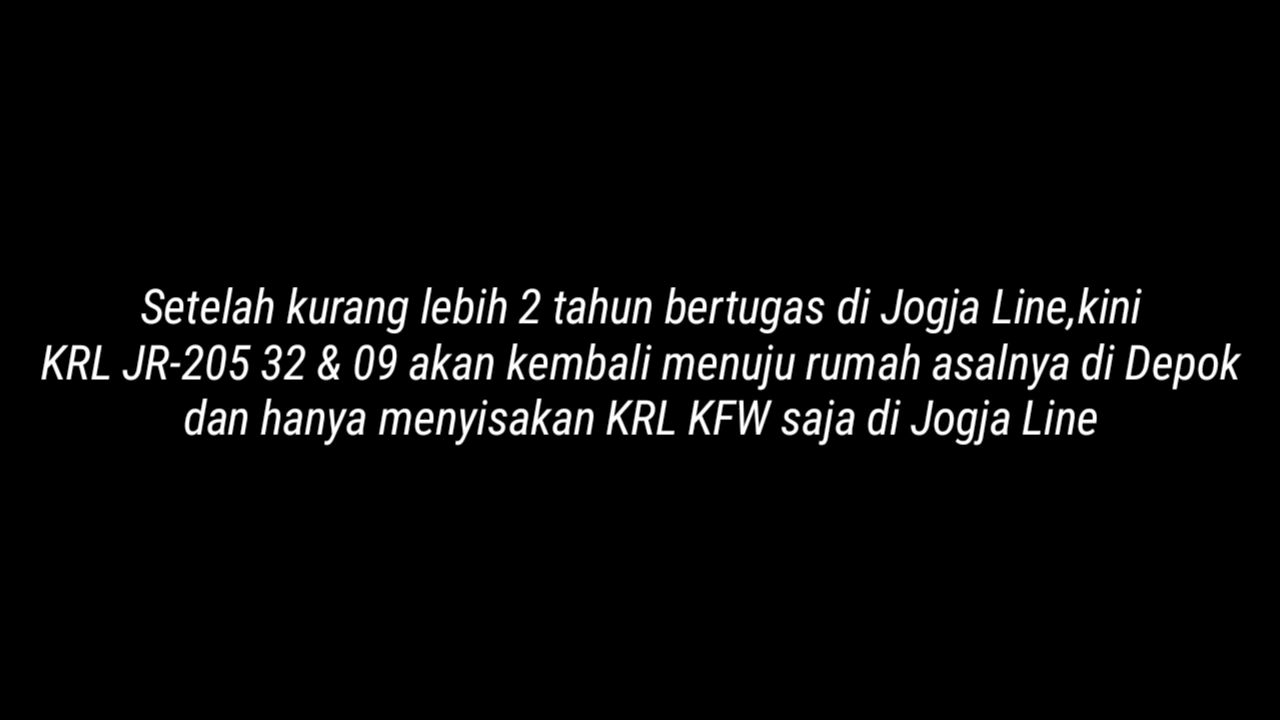 Setelah kurang lebih 2 tahun bertugas di Jogja Line,kini
KRL JR-205 32 & 09 akan kembali menuju rumah asalnya di Depok
dan hanya menyisakan KRL KFW saja di Jogja Line